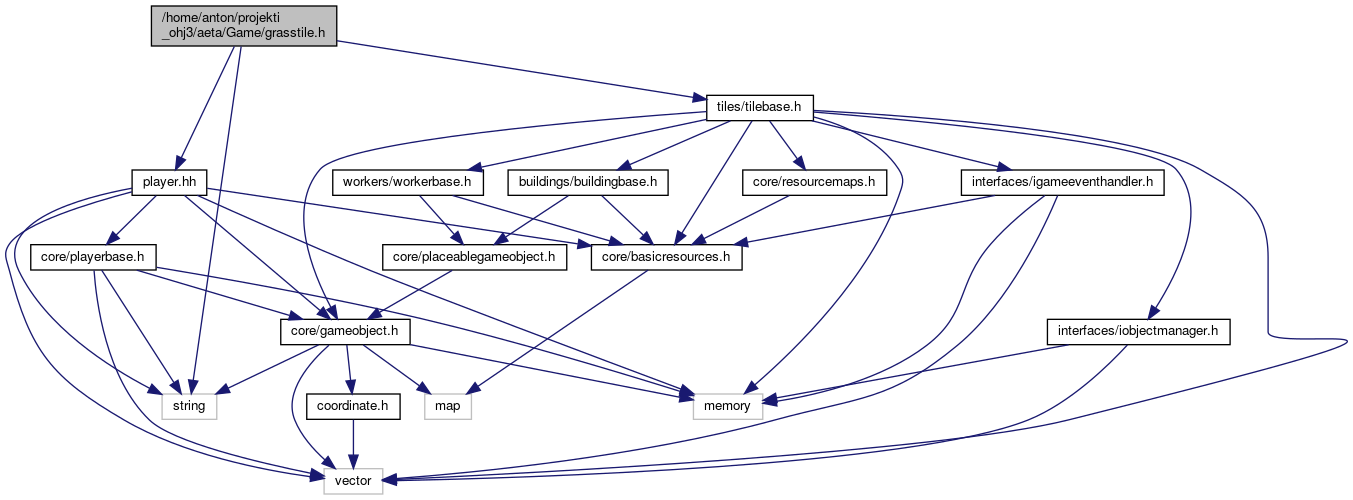 /home/anton/projekti
_ohj3/aeta/Game/grasstile.h
tiles/tilebase.h
player.hh
workers/workerbase.h
buildings/buildingbase.h
core/resourcemaps.h
interfaces/igameeventhandler.h
core/playerbase.h
core/placeablegameobject.h
core/basicresources.h
core/gameobject.h
interfaces/iobjectmanager.h
string
coordinate.h
map
memory
vector